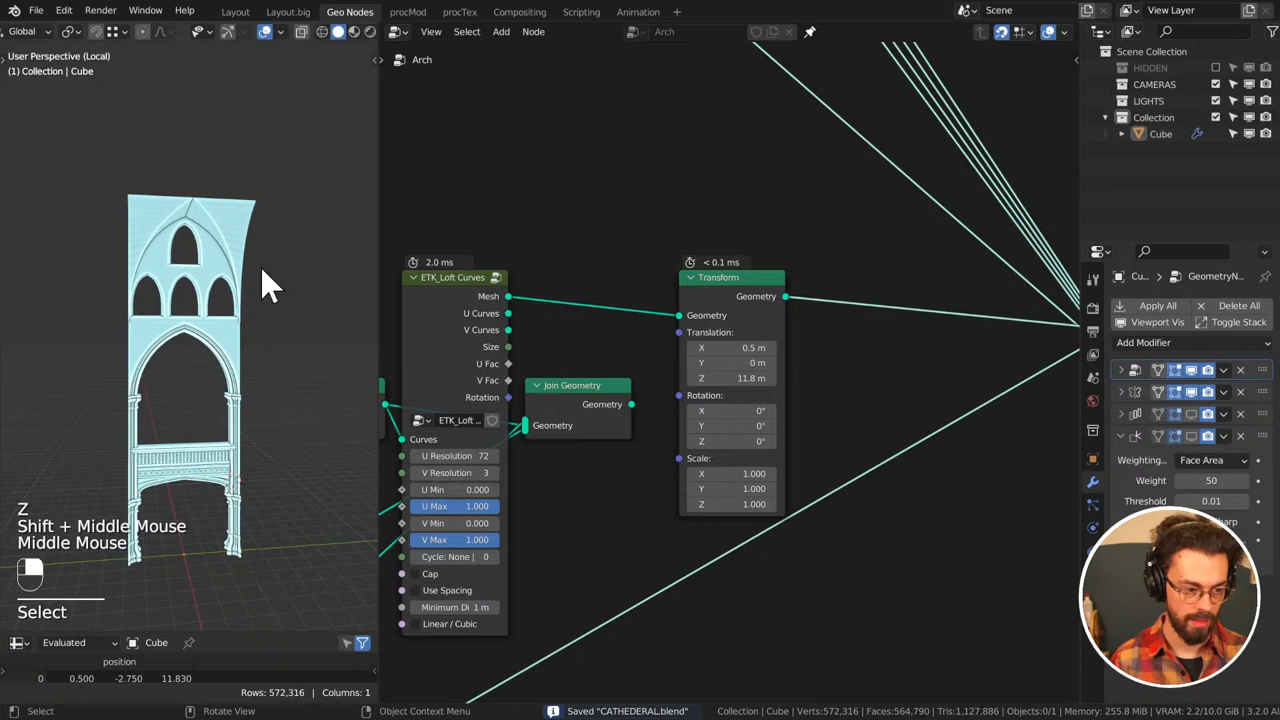 File Edit Render Window Help Layout Layout.big Geo Nodes procMod procTex Compositing Scripting Animation + Scene View Layer
Global View Select Add Node Arch
User Perspective (Local)
(1) Collection | Cube
Arch
Scene Collection
HIDDEN
CAMERAS
LIGHTS
Collection
Cube
2.0 ms
ETK_Loft Curves
Mesh
U Curves
V Curves
Size
U Fac
V Fac
Rotation
ETK_Loft ...
Curves
U Resolution 72
V Resolution 3
U Min 0.000
U Max 1.000
V Min 0.000
V Max 1.000
Cycle: None | 0
Cap
Use Spacing
Minimum Di 1 m
Linear / Cubic
Join Geometry
Geometry
Geometry
< 0.1 ms
Transform
Geometry
Geometry
Translation:
X 0.5 m
Y 0 m
Z 11.8 m
Rotation:
X 0°
Y 0°
Z 0°
Scale:
X 1.000
Y 1.000
Z 1.000
Cu... GeometryN...
Apply All Delete All
Viewport Vis Toggle Stack
Add Modifier
Weighting... Face Area
Weight 50
Threshold 0.01
Z
Shift + Middle Mouse
Middle Mouse
Select
Evaluated Cube
position
0 0.500 -2.750 11.830
Rows: 572,316 | Columns: 1
Select Rotate View Object Context Menu Saved "CATHEDERAL.blend" Collection | Cube | Verts:572,316 | Faces:564,790 | Tris:1,127,886 | Objects:0/1 | Memory: 255.8 MiB | VRAM: 2.2/10.0 GiB | 3.2.0